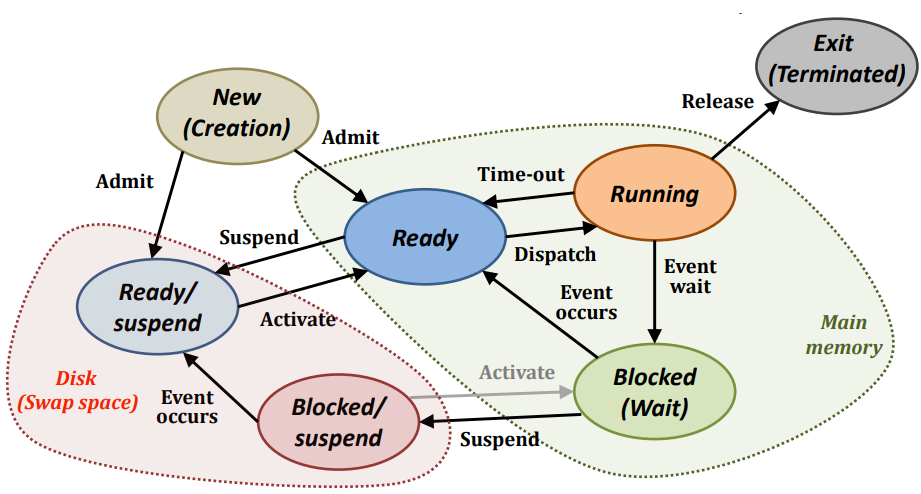 Exit
(Terminated)
Release
New
(Creation)
Admit
Admit
Time-out
Running
Ready
Suspend
Dispatch
Event
wait
Ready/
suspend
Activate
Event
occurs
Main
memory
Disk
(Swap space)
Event
occurs
Activate
Blocked
(Wait)
Blocked/
suspend
Suspend